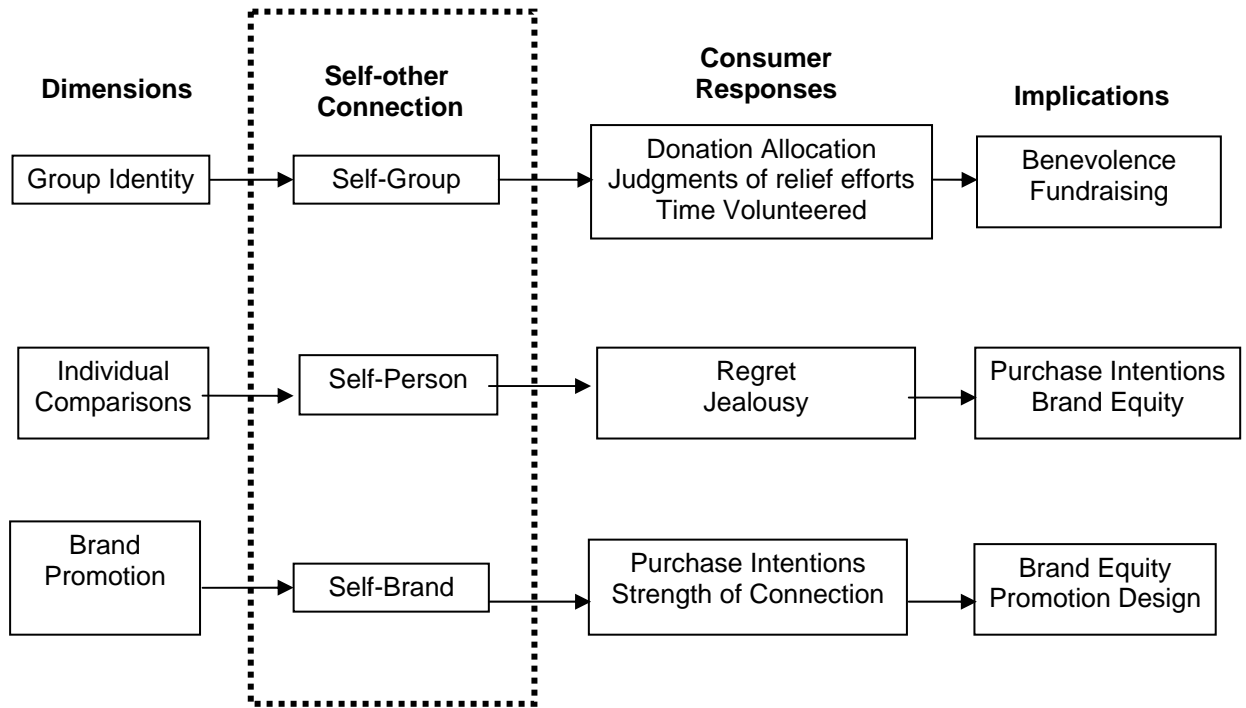 Dimensions
Self-other
Connection
Consumer
Responses
Implications
Group Identity
Self-Group
Donation Allocation
Judgments of relief efforts
Time Volunteered
Benevolence
Fundraising
Individual
Comparisons
Self-Person
Regret
Jealousy
Purchase Intentions
Brand Equity
Brand
Promotion
Self-Brand
Purchase Intentions
Strength of Connection
Brand Equity
Promotion Design